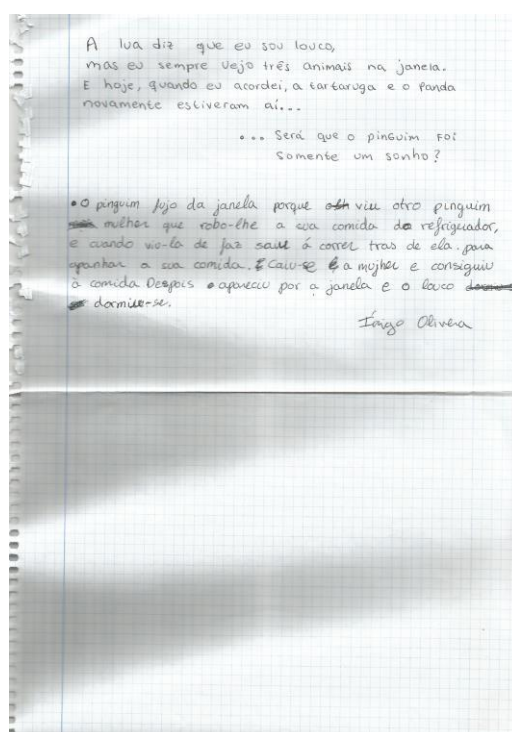 A lua diz que eu sou louco,
mas eu sempre vejo três animais na janela.
E hoje, quando eu acordei, a tartaruga e o Panda
novamente estiveram aí...
... Será que o pinguim foi
somente um sonho?
• O pinguim fujo da janela porque viu otro pinguim
mulher que robo-lhe a sua comida do refrigerador,
e cuando vio-la de faz saiu á correr tras de ela. para
apanhar a sua comida. Caiu-se a mujher e consiguiu
à comida Despois apareciu por a janela e o louco
dormiu-se.
Íñigo Olivera